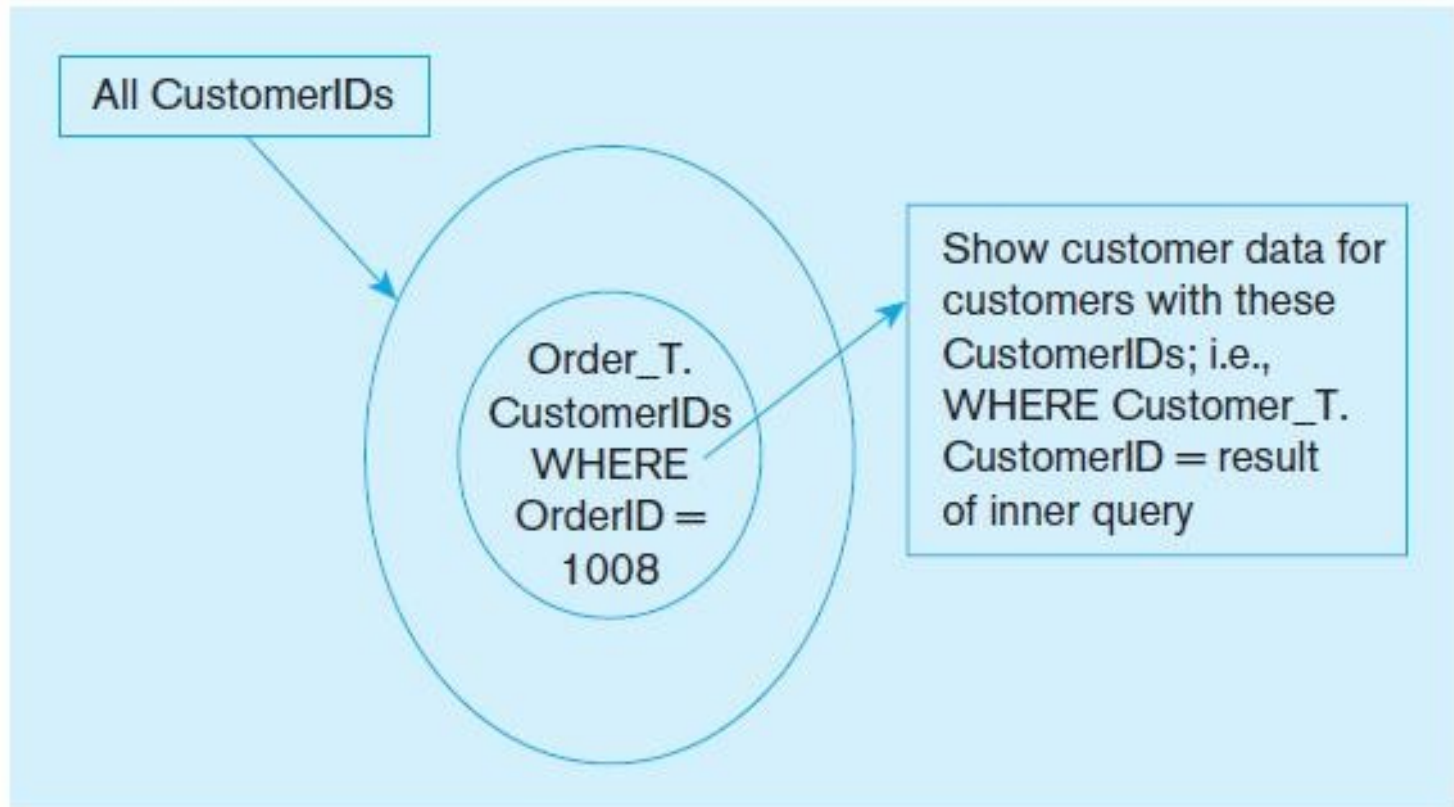 All CustomerIDs
Order_T.
CustomerIDs
WHERE
OrderID =
1008
Show customer data for
customers with these
CustomerIDs; i.e.,
WHERE Customer_T.
CustomerID = result
of inner query